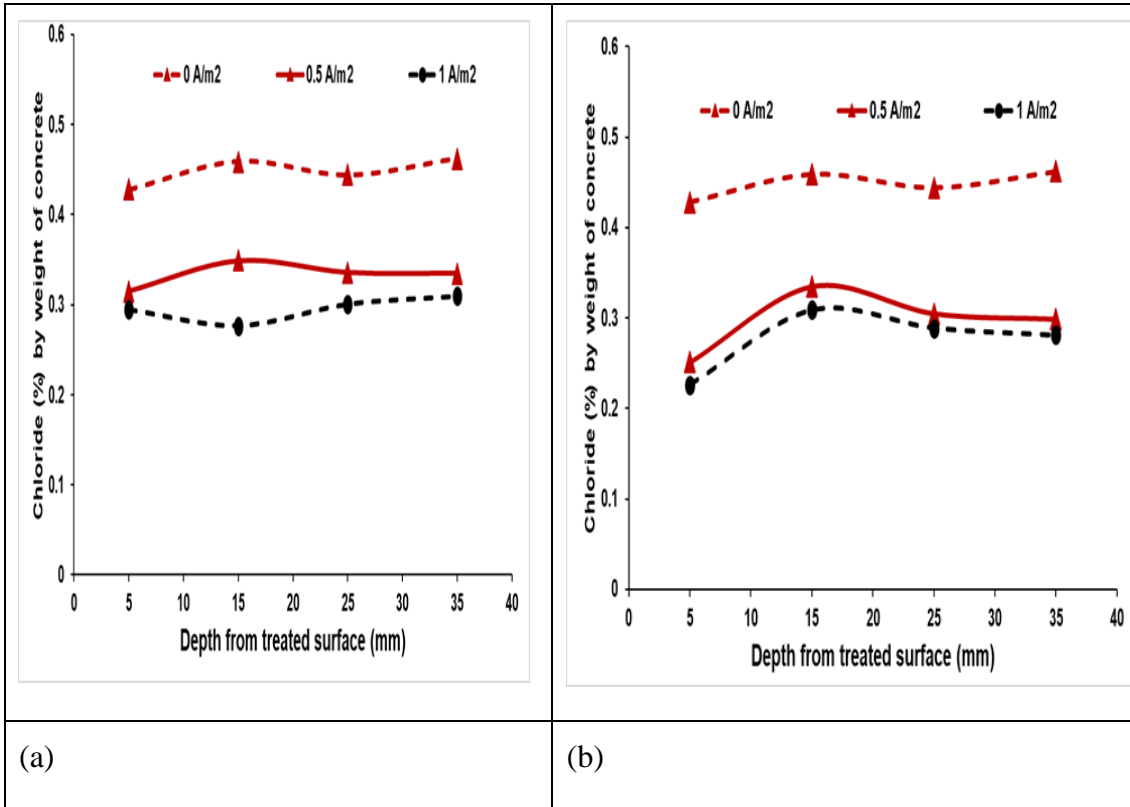 0 A/m2 0.5 A/m2 1 A/m2
Chloride (%) by weight of concrete
0.6
0.5
0.4
0.3
0.2
0.1
0
0 5 10 15 20 25 30 35 40
Depth from treated surface (mm)
(a)
0 A/m2 0.5 A/m2 1 A/m2
Chloride (%) by weight of concrete
0.6
0.5
0.4
0.3
0.2
0.1
0
0 5 10 15 20 25 30 35 40
Depth from treated surface (mm)
(b)